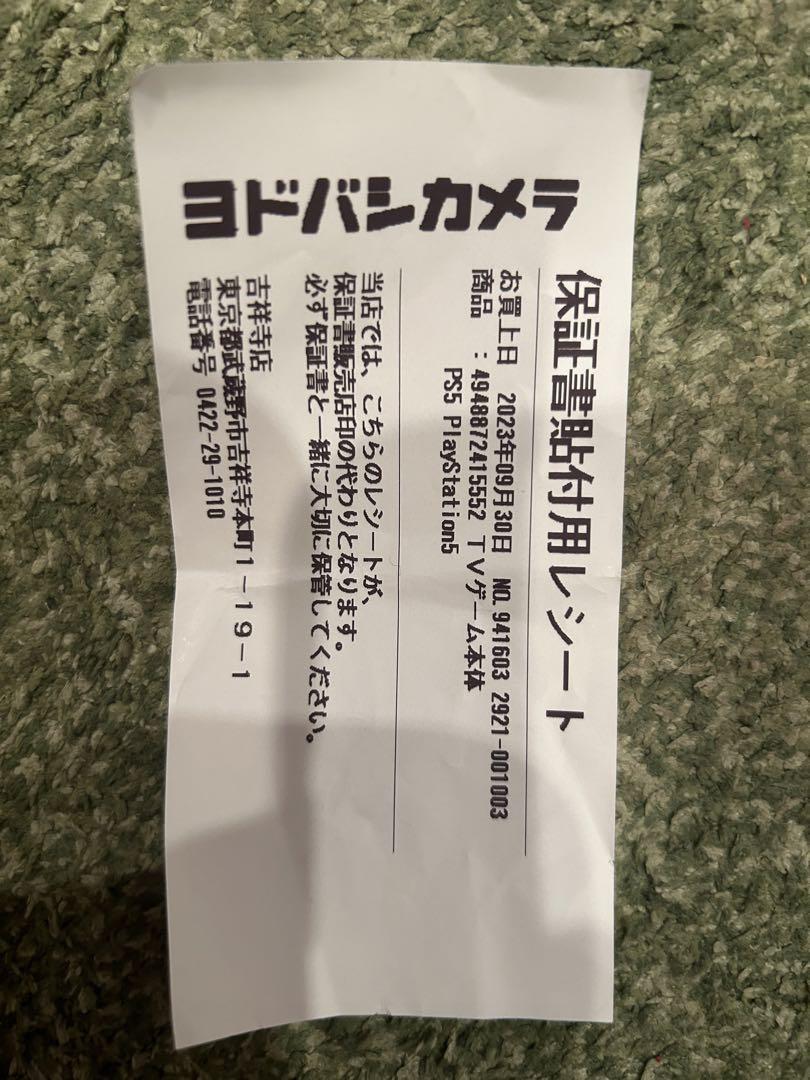 ヨドバシカメラ
保証書貼付用レシート
お買上日 2023年09月30日 NO.941603 2921-001003
商品 :4948872415552 TVゲーム本体
PS5 PlayStation5
当店では、こちらのレシートが、
保証書販売店印の代わりとなります。
必ず保証書と一緒に大切に保管してください。
吉祥寺店
東京都武蔵野市吉祥寺本町1-19-1
電話番号 0422-29-1010